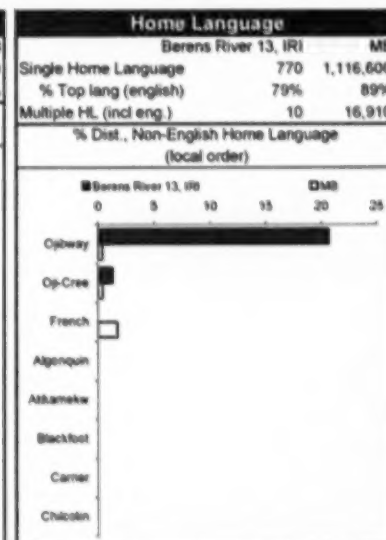 Home Language
Berens River 13, IRI MB
Single Home Language 770 1,116,600
% Top lang (english) 79% 89%
Multiple HL (incl eng.) 10 16,910
% Dist., Non-English Home Language
(local order)
Berens River 13, IRI MB
0 5 10 15 20 25
Ojibway
Oji-Cree
French
Algonquin
Atikamekw
Blackfoot
Carrier
Chilcotin